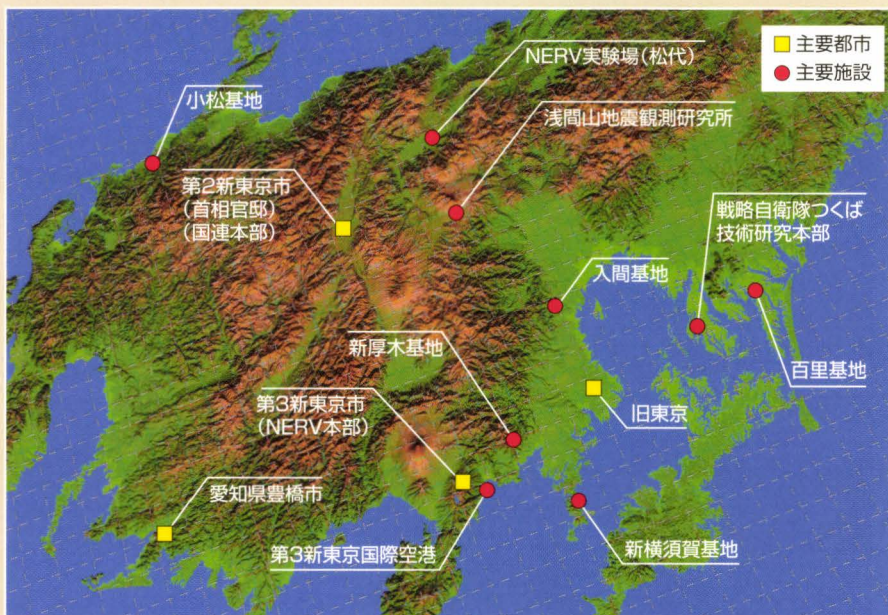 主要都市
主要施設
NERV実験場(松代)
小松基地
浅間山地震観測研究所
第2新東京市
(首相官邸)
(国連本部)
戦略自衛隊つくば
技術研究本部
入間基地
新厚木基地
百里基地
第3新東京市
(NERV本部)
旧東京
愛知県豊橋市
第3新東京国際空港
新横須賀基地